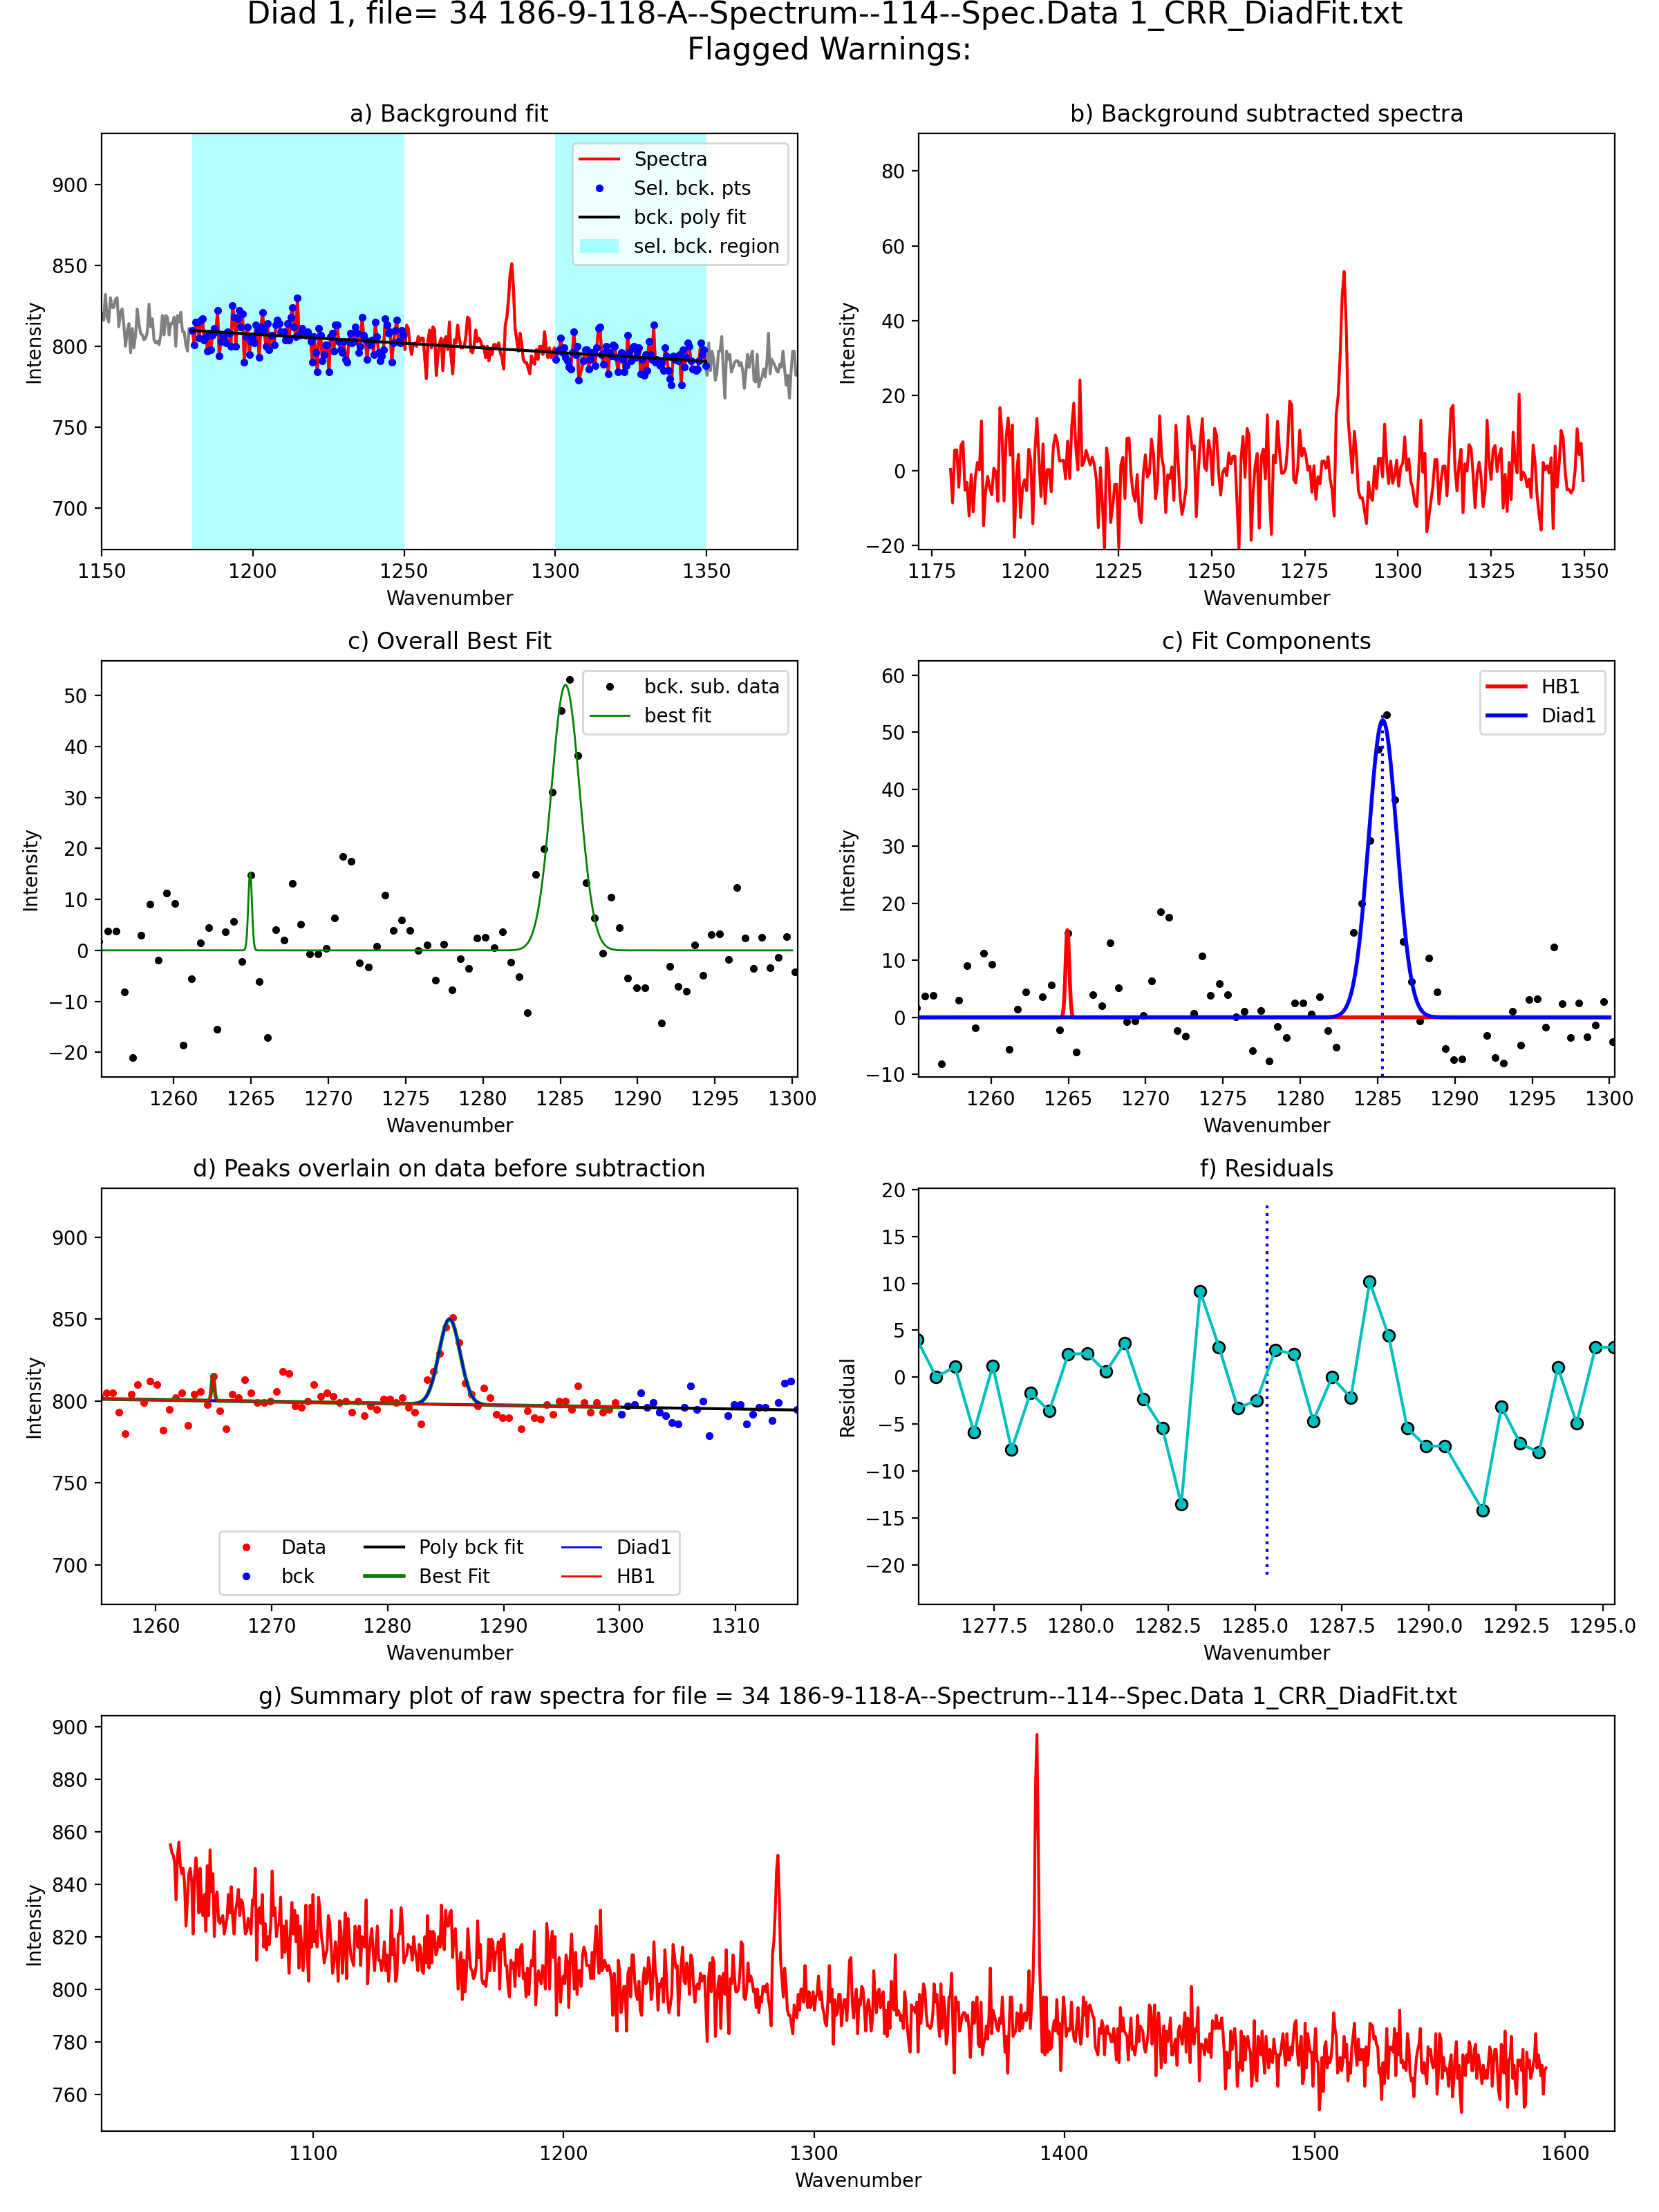 Diad 1, file= 34 186-9-118-A--Spectrum--114--Spec.Data 1_CRR_DiadFit.txt
Flagged Warnings:
a) Background fit
Intensity
900
850
800
750
700
Spectra
Sel. bck. pts
bck. poly fit
sel. bck. region
1150 1200 1250 1300 1350
Wavenumber
b) Background subtracted spectra
Intensity
80
60
40
20
0
−20
1175 1200 1225 1250 1275 1300 1325 1350
Wavenumber
c) Overall Best Fit
Intensity
50
40
30
20
10
0
−10
−20
bck. sub. data
best fit
1260 1265 1270 1275 1280 1285 1290 1295 1300
Wavenumber
c) Fit Components
Intensity
60
50
40
30
20
10
0
−10
HB1
Diad1
1260 1265 1270 1275 1280 1285 1290 1295 1300
Wavenumber
d) Peaks overlain on data before subtraction
Intensity
900
850
800
750
700
Data Poly bck fit Diad1
bck Best Fit HB1
1260 1270 1280 1290 1300 1310
Wavenumber
f) Residuals
Residual
20
15
10
5
0
−5
−10
−15
−20
1277.5 1280.0 1282.5 1285.0 1287.5 1290.0 1292.5 1295.0
Wavenumber
g) Summary plot of raw spectra for file = 34 186-9-118-A--Spectrum--114--Spec.Data 1_CRR_DiadFit.txt
Intensity
900
880
860
840
820
800
780
760
1100 1200 1300 1400 1500 1600
Wavenumber